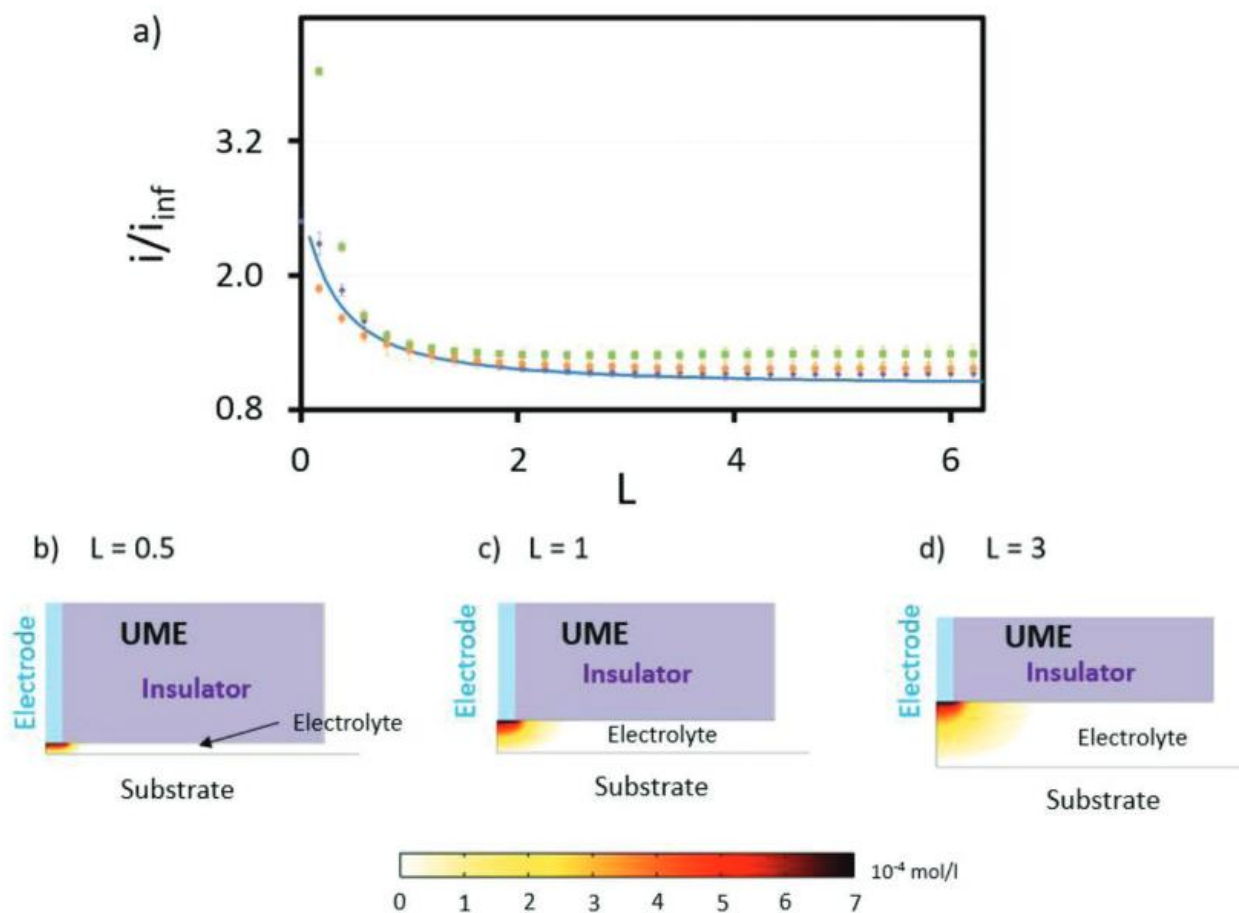 a)
3.2
2.0
0.8
i/i_inf
0
2
4
6
L
b) L = 0.5
c) L = 1
d) L = 3
Electrode
UME
Insulator
Electrolyte
Substrate
Electrode
UME
Insulator
Electrolyte
Substrate
Electrode
UME
Insulator
Electrolyte
Substrate
0 1 2 3 4 5 6 7
10⁻⁴ mol/l